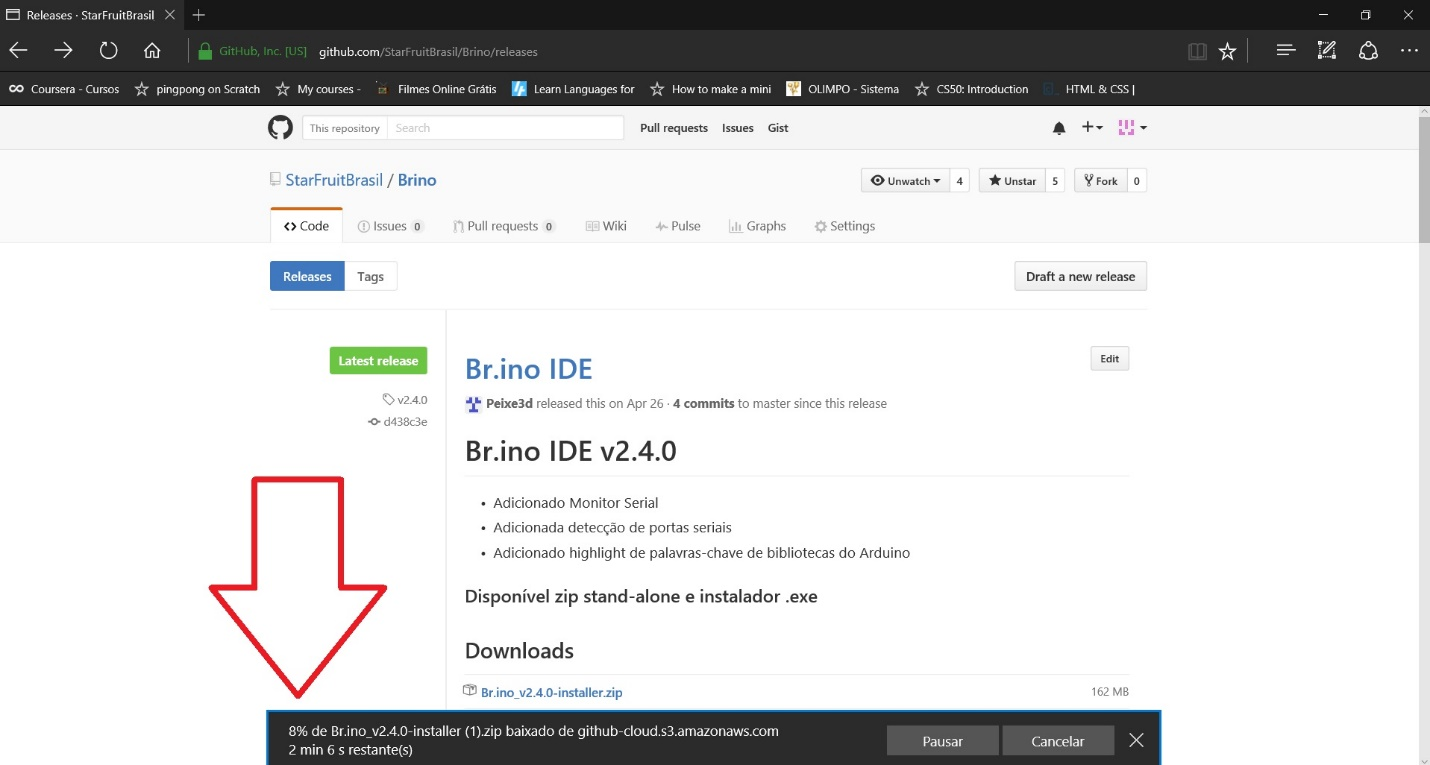 Releases · StarFruitBrasil
GitHub, Inc. [US] github.com/StarFruitBrasil/Brino/releases
Coursera - Cursos pingpong on Scratch My courses - Filmes Online Grátis Learn Languages for How to make a mini OLIMPO - Sistema CS50: Introduction HTML & CSS |
This repository Search Pull requests Issues Gist
StarFruitBrasil / Brino Unwatch 4 Unstar 5 Fork 0
Code Issues 0 Pull requests 0 Wiki Pulse Graphs Settings
Releases Tags Draft a new release
Latest release
v2.4.0
d438c3e
Br.ino IDE Edit
Peixe3d released this on Apr 26 · 4 commits to master since this release
Br.ino IDE v2.4.0
• Adicionado Monitor Serial
• Adicionada detecção de portas seriais
• Adicionado highlight de palavras-chave de bibliotecas do Arduino
Disponível zip stand-alone e instalador .exe
Downloads
Br.ino_v2.4.0-installer.zip 162 MB
8% de Br.ino_v2.4.0-installer (1).zip baixado de github-cloud.s3.amazonaws.com
2 min 6 s restante(s)
Pausar Cancelar